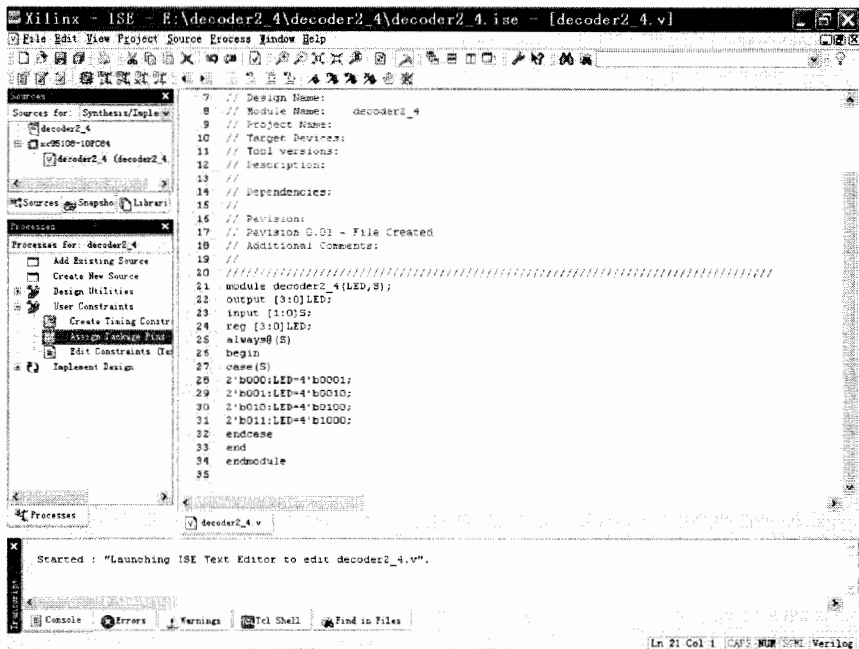 Xilinx - ISE - E:\decoder2_4\decoder2_4\decoder2_4.ise - [decoder2_4.v]
File Edit View Project Source Process Window Help
Sources
Sources for: Synthesis/Imple
decoder2_4
xc95108-10PC84
decoder2_4 (decoder2_4.
Sources Snapsho Librari
Processes
Processes for: decoder2_4
Add Existing Source
Create New Source
Design Utilities
User Constraints
Create Timing Constr
Assign Package Pins
Edit Constraints (Te
Implement Design
Processes
7 // Design Name:
8 // Module Name: decoder2_4
9 // Project Name:
10 // Target Devices:
11 // Tool versions:
12 // Description:
13 //
14 // Dependencies:
15 //
16 // Revision:
17 // Revision 0.01 - File Created
18 // Additional Comments:
19 //
20 ////////////////////////////////////////////////////////////////////////////////
21 module decoder2_4(LED,S);
22 output [3:0]LED;
23 input [1:0]S;
24 reg [3:0]LED;
25 always@(S)
26 begin
27 case(S)
28 2'b000:LED=4'b0001;
29 2'b001:LED=4'b0010;
30 2'b010:LED=4'b0100;
31 2'b011:LED=4'b1000;
32 endcase
33 end
34 endmodule
35
decoder2_4.v
Started : "Launching ISE Text Editor to edit decoder2_4.v".
Transcript
Console Errors Warnings Tcl Shell Find in Files
Ln 21 Col 1 CAPS NUM SCRL Verilog